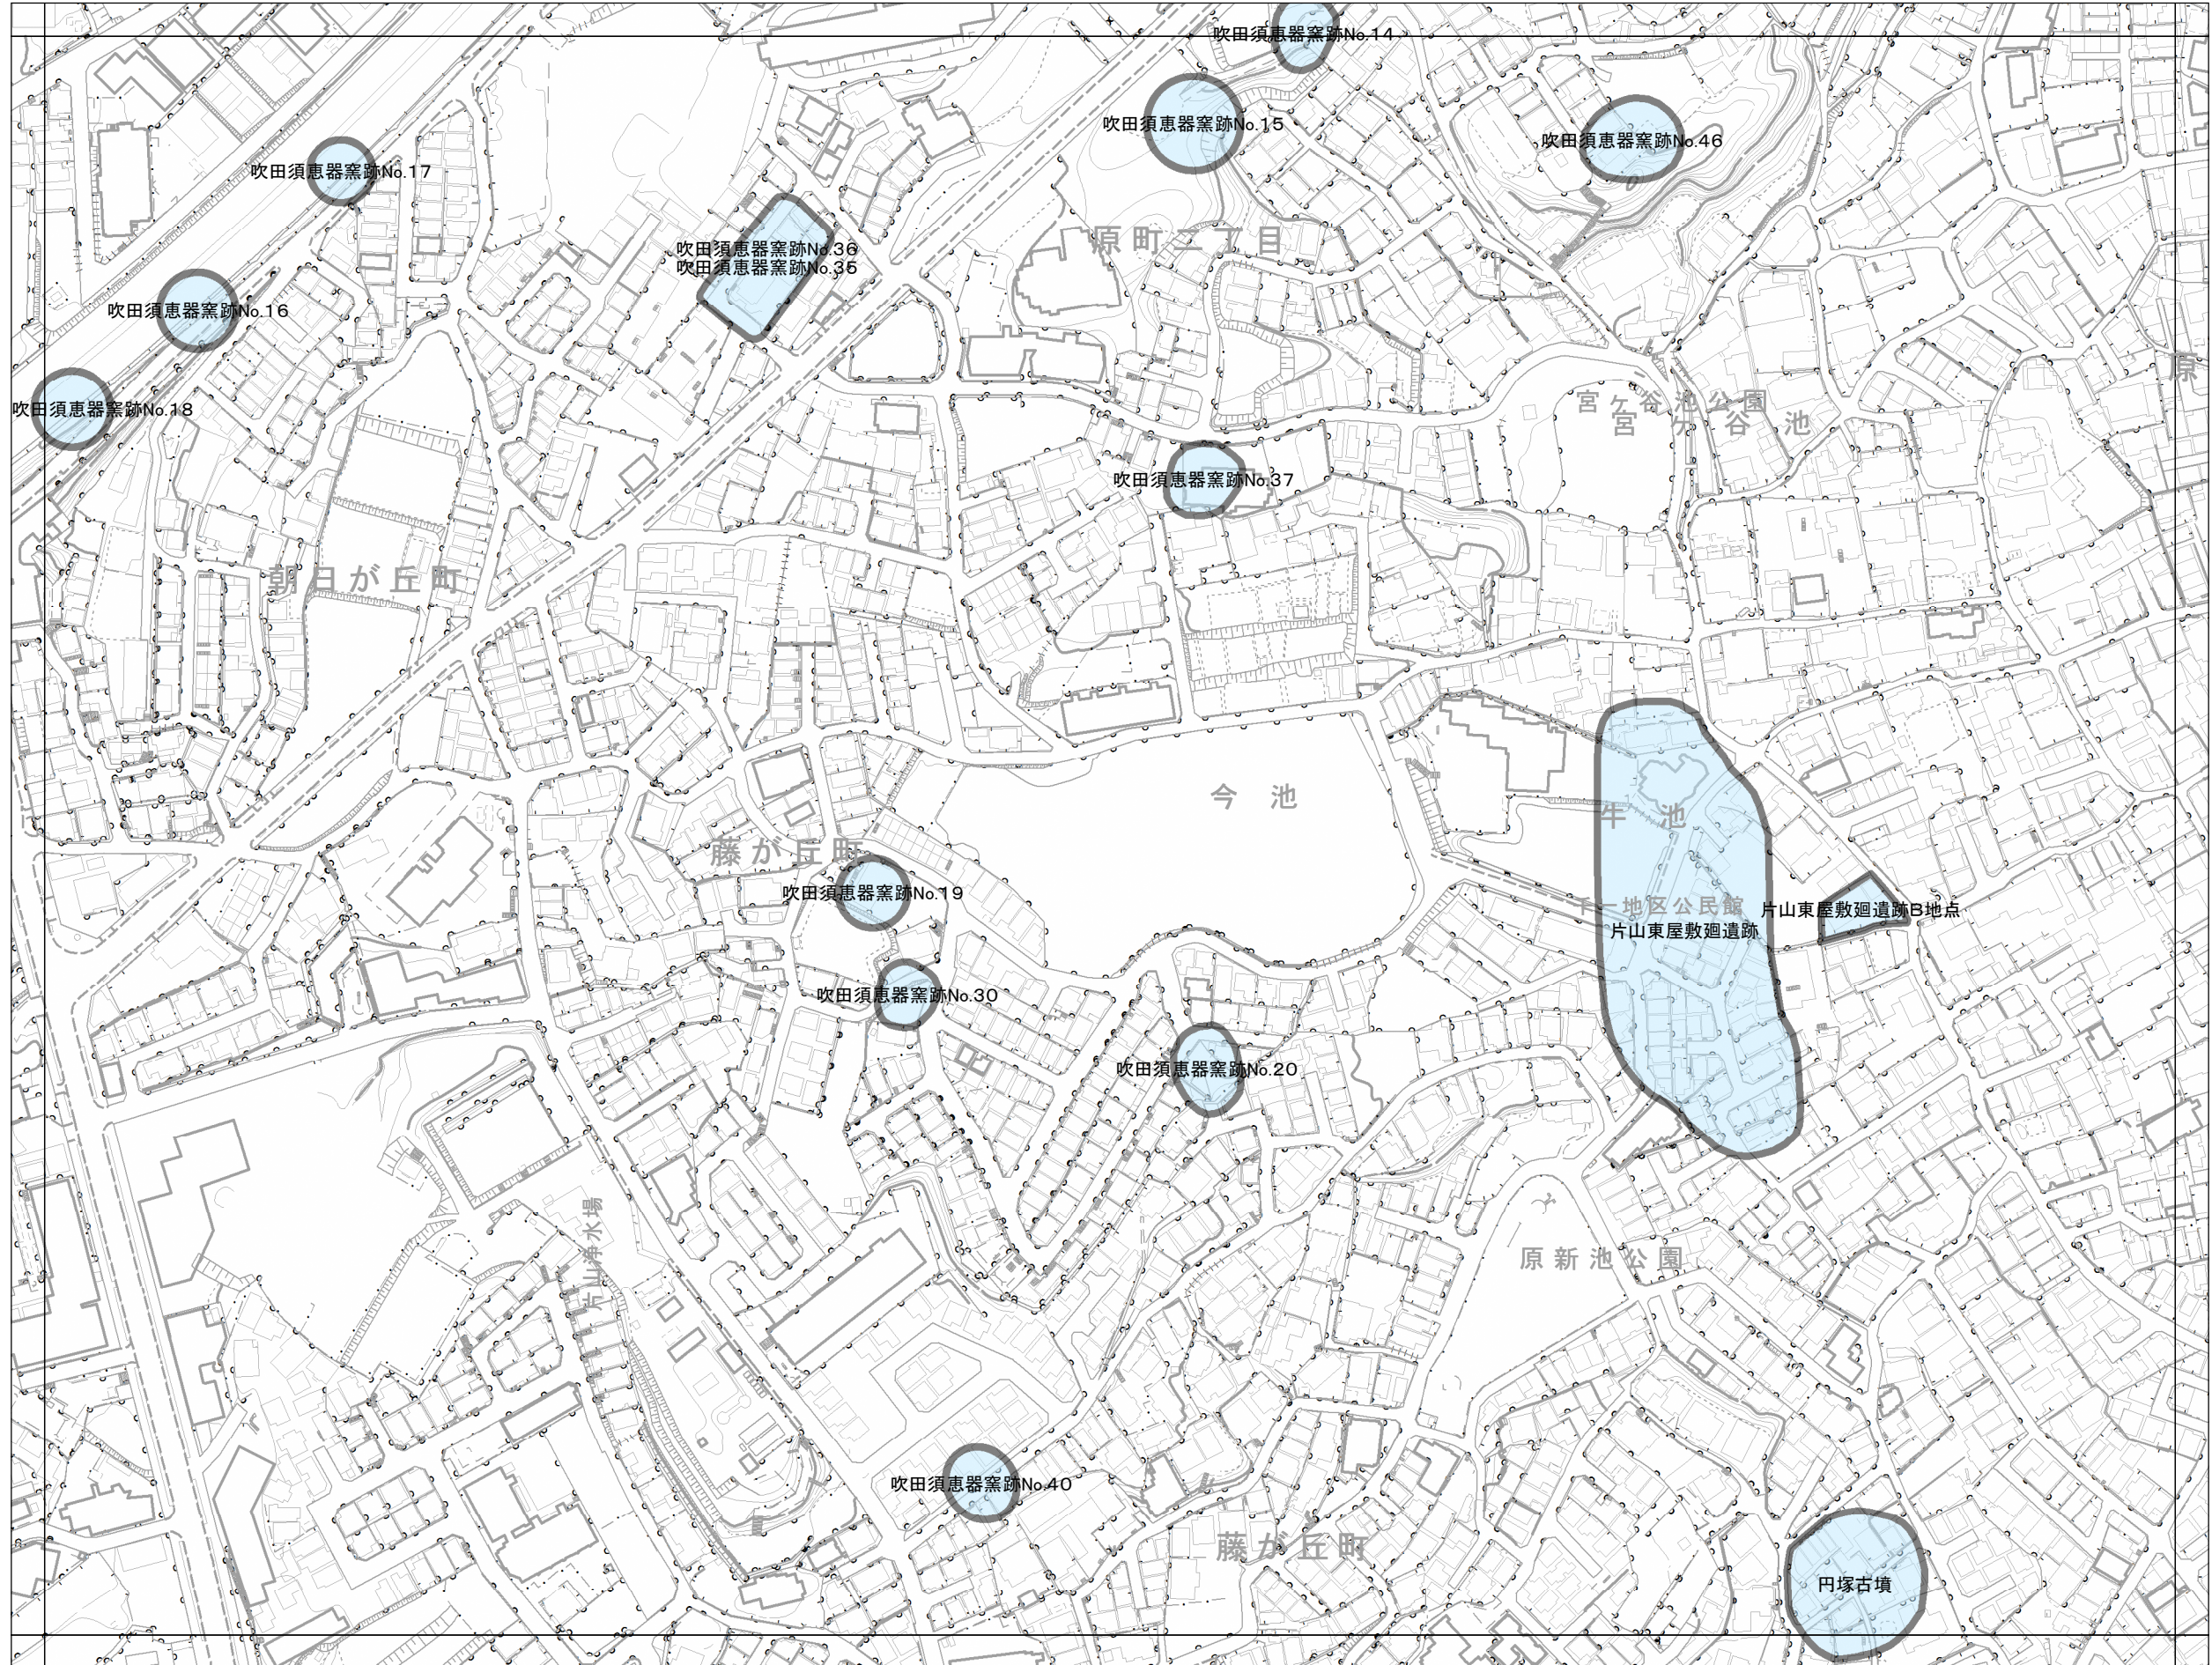 吹田須恵器窯跡No.14
吹田須恵器窯跡No.15
吹田須恵器窯跡No.46
吹田須恵器窯跡No.17
原町二丁目
吹田須恵器窯跡No.36
吹田須恵器窯跡No.35
吹田須恵器窯跡No.16
原
宮ヶ谷池公園
吹田須恵器窯跡No.18
宮ヶ谷池
吹田須恵器窯跡No.37
朝日が丘町
今池
牛池
藤が丘町
吹田須恵器窯跡No.19
千一地区公民館
片山東屋敷廻遺跡B地点
片山東屋敷廻遺跡
吹田須恵器窯跡No.30
吹田須恵器窯跡No.20
片山浄水場
原新池公園
吹田須恵器窯跡No.40
藤が丘町
円塚古墳